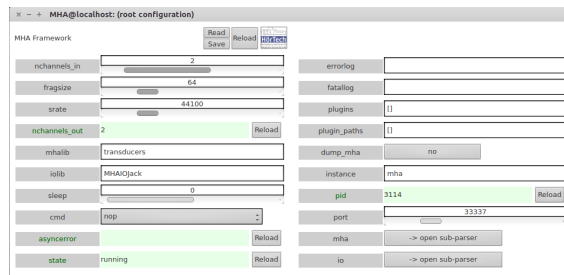 MHA@localhost: (root configuration)
MHA Framework
Read
Save
Reload
HörTech
nchannels_in
2
fragsize
64
srate
44100
nchannels_out
2
Reload
mhalib
transducers
iolib
MHAIOJack
sleep
0
cmd
nop
asyncerror
Reload
state
running
Reload
errorlog
fatallog
plugins
[]
plugin_paths
[]
dump_mha
no
instance
mha
pid
3114
Reload
port
33337
mha
-> open sub-parser
io
-> open sub-parser